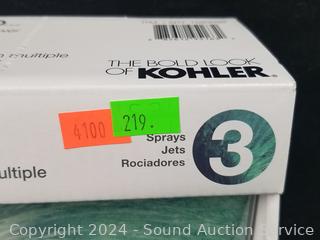 multiple
THE BOLD LOOK
OF KOHLER®
4100
219.
3
Sprays
Jets
Rociadores
ultiple
Copyright 2024 - Sound Auction Service